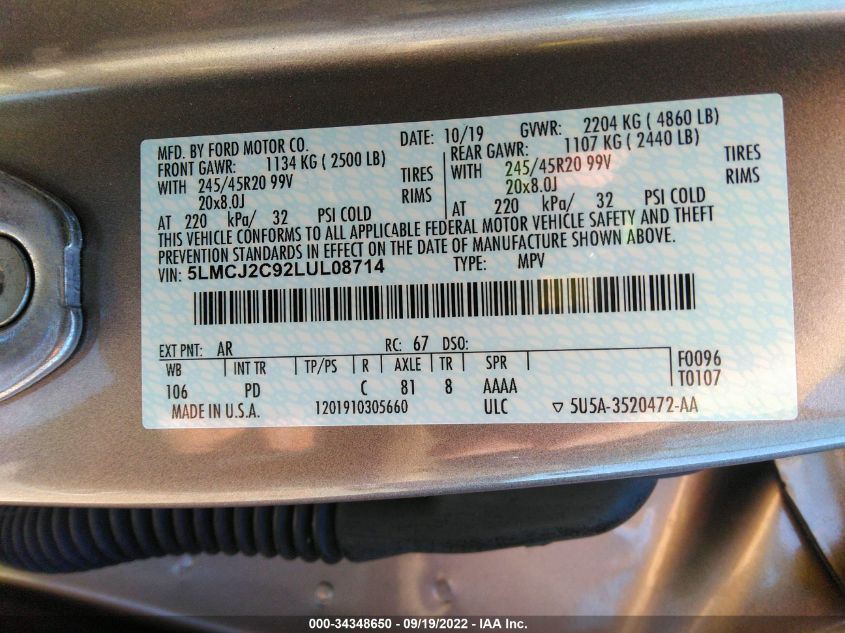 MFD. BY FORD MOTOR CO. DATE: 10/19 GVWR: 2204 KG ( 4860 LB)
FRONT GAWR: 1134 KG ( 2500 LB) REAR GAWR: 1107 KG ( 2440 LB)
WITH 245/45R20 99V TIRES WITH 245/45R20 99V TIRES
20x8.0J RIMS 20x8.0J RIMS
AT 220 kPa/ 32 PSI COLD AT 220 kPa/ 32 PSI COLD
THIS VEHICLE CONFORMS TO ALL APPLICABLE FEDERAL MOTOR VEHICLE SAFETY AND THEFT
PREVENTION STANDARDS IN EFFECT ON THE DATE OF MANUFACTURE SHOWN ABOVE.
VIN: 5LMCJ2C92LUL08714 TYPE: MPV
EXT PNT: AR RC: 67 DSO:
WB INT TR TP/PS R AXLE TR SPR F0096
106 PD C 81 8 AAAA T0107
MADE IN U.S.A. 1201910305660 ULC ▽ 5U5A-3520472-AA
000-34348650 - 09/19/2022 - IAA Inc.